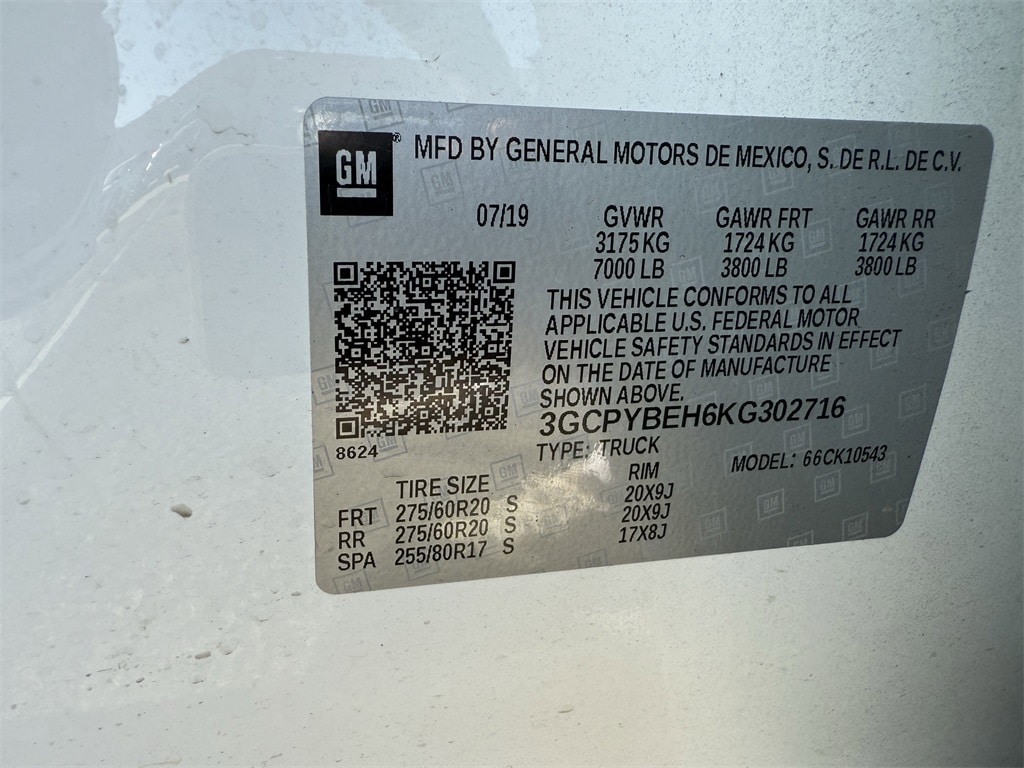 GM®
MFD BY GENERAL MOTORS DE MEXICO, S. DE R.L. DE C.V.
07/19 GVWR GAWR FRT GAWR RR
3175 KG 1724 KG 1724 KG
7000 LB 3800 LB 3800 LB
THIS VEHICLE CONFORMS TO ALL
APPLICABLE U.S. FEDERAL MOTOR
VEHICLE SAFETY STANDARDS IN EFFECT
ON THE DATE OF MANUFACTURE
SHOWN ABOVE.
3GCPYBEH6KG302716
8624 TYPE: TRUCK MODEL: 66CK10543
TIRE SIZE RIM
FRT 275/60R20 S 20X9J
RR 275/60R20 S 20X9J
SPA 255/80R17 S 17X8J